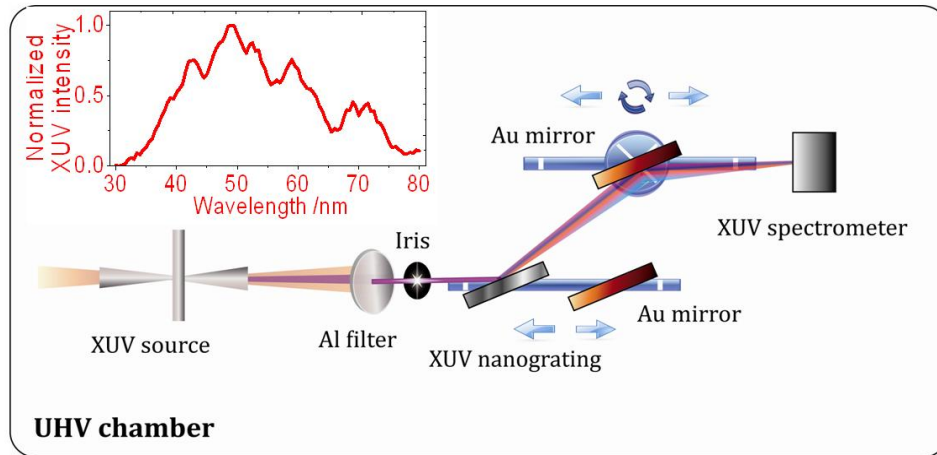 Normalized
XUV intensity
1.0
0.5
0.0
30 40 50 60 70 80
Wavelength /nm
Au mirror
XUV spectrometer
Iris
XUV source
Al filter
XUV nanograting
Au mirror
UHV chamber